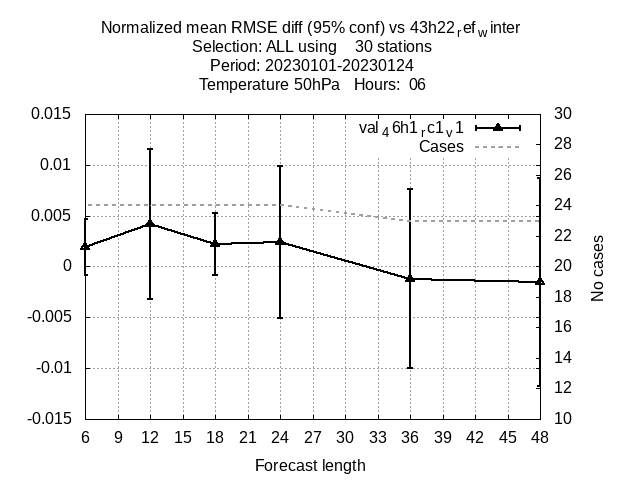 Normalized mean RMSE diff (95% conf) vs 43h22ref winter
Selection: ALL using    30 stations
Period: 20230101-20230124
Temperature 50hPa   Hours:  06
val46h1rc1v1
Cases
0.015
0.01
0.005
0
-0.005
-0.01
-0.015
30
28
26
24
22
20
18
16
14
12
10
No cases
6 9 12 15 18 21 24 27 30 33 36 39 42 45 48
Forecast length